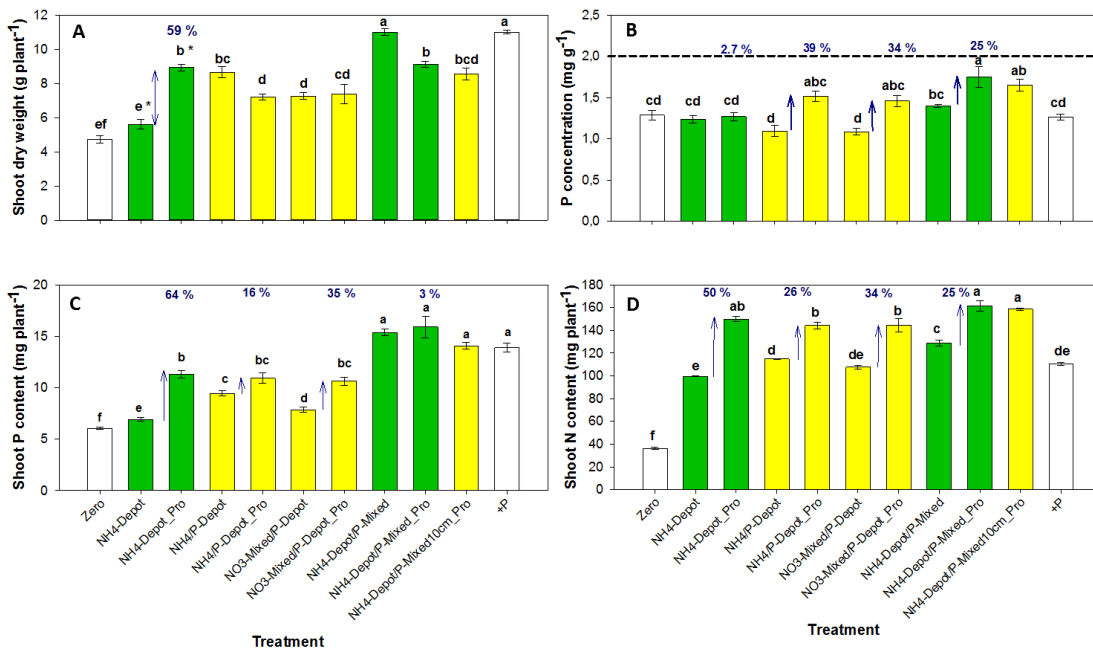 A
59 %
Shoot dry weight (g plant⁻¹)
12
10
8
6
4
2
0
ef
e *
b *
bc
d
d
cd
a
b
bcd
a
B
2.7 %
39 %
34 %
25 %
P concentration (mg g⁻¹)
2,5
2,0
1,5
1,0
0,5
0,0
cd
cd
cd
d
abc
d
abc
bc
a
ab
cd
C
64 %
16 %
35 %
3 %
Shoot P content (mg plant⁻¹)
20
15
10
5
0
f
e
b
c
bc
d
bc
a
a
a
a
Zero
NH4-Depot
NH4-Depot_Pro
NH4/P-Depot
NH4/P-Depot_Pro
NO3-Mixed/P-Depot
NO3-Mixed/P-Depot_Pro
NH4-Depot/P-Mixed
NH4-Depot/P-Mixed_Pro
NH4-Depot/P-Mixed10cm_Pro
+P
Treatment
D
50 %
26 %
34 %
25 %
Shoot N content (mg plant⁻¹)
180
160
140
120
100
80
60
40
20
0
f
e
ab
d
b
de
b
c
a
a
de
Zero
NH4-Depot
NH4-Depot_Pro
NH4/P-Depot
NH4/P-Depot_Pro
NO3-Mixed/P-Depot
NO3-Mixed/P-Depot_Pro
NH4-Depot/P-Mixed
NH4-Depot/P-Mixed_Pro
NH4-Depot/P-Mixed10cm_Pro
+P
Treatment